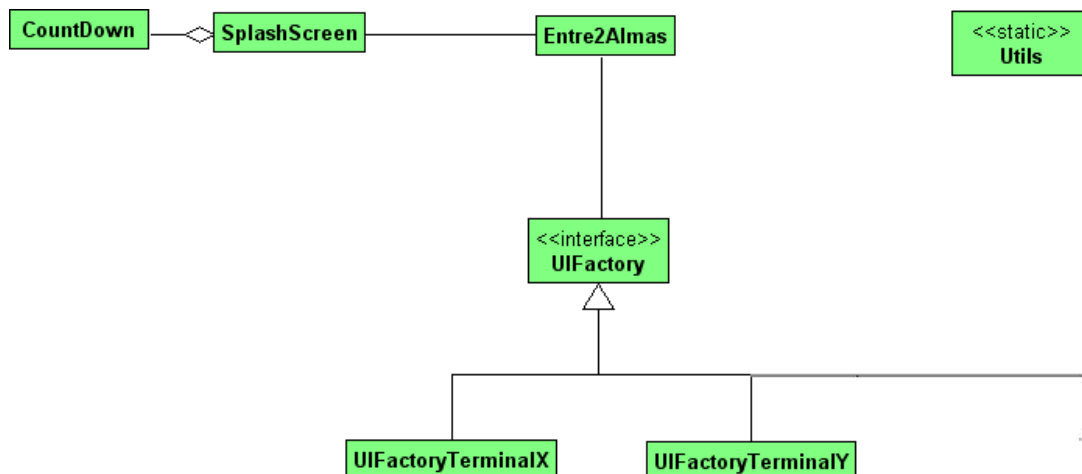 CountDown
SplashScreen
Entre2Almas
<<static>>
Utils
<<interface>>
UIFactory
UIFactoryTerminalX
UIFactoryTerminalY